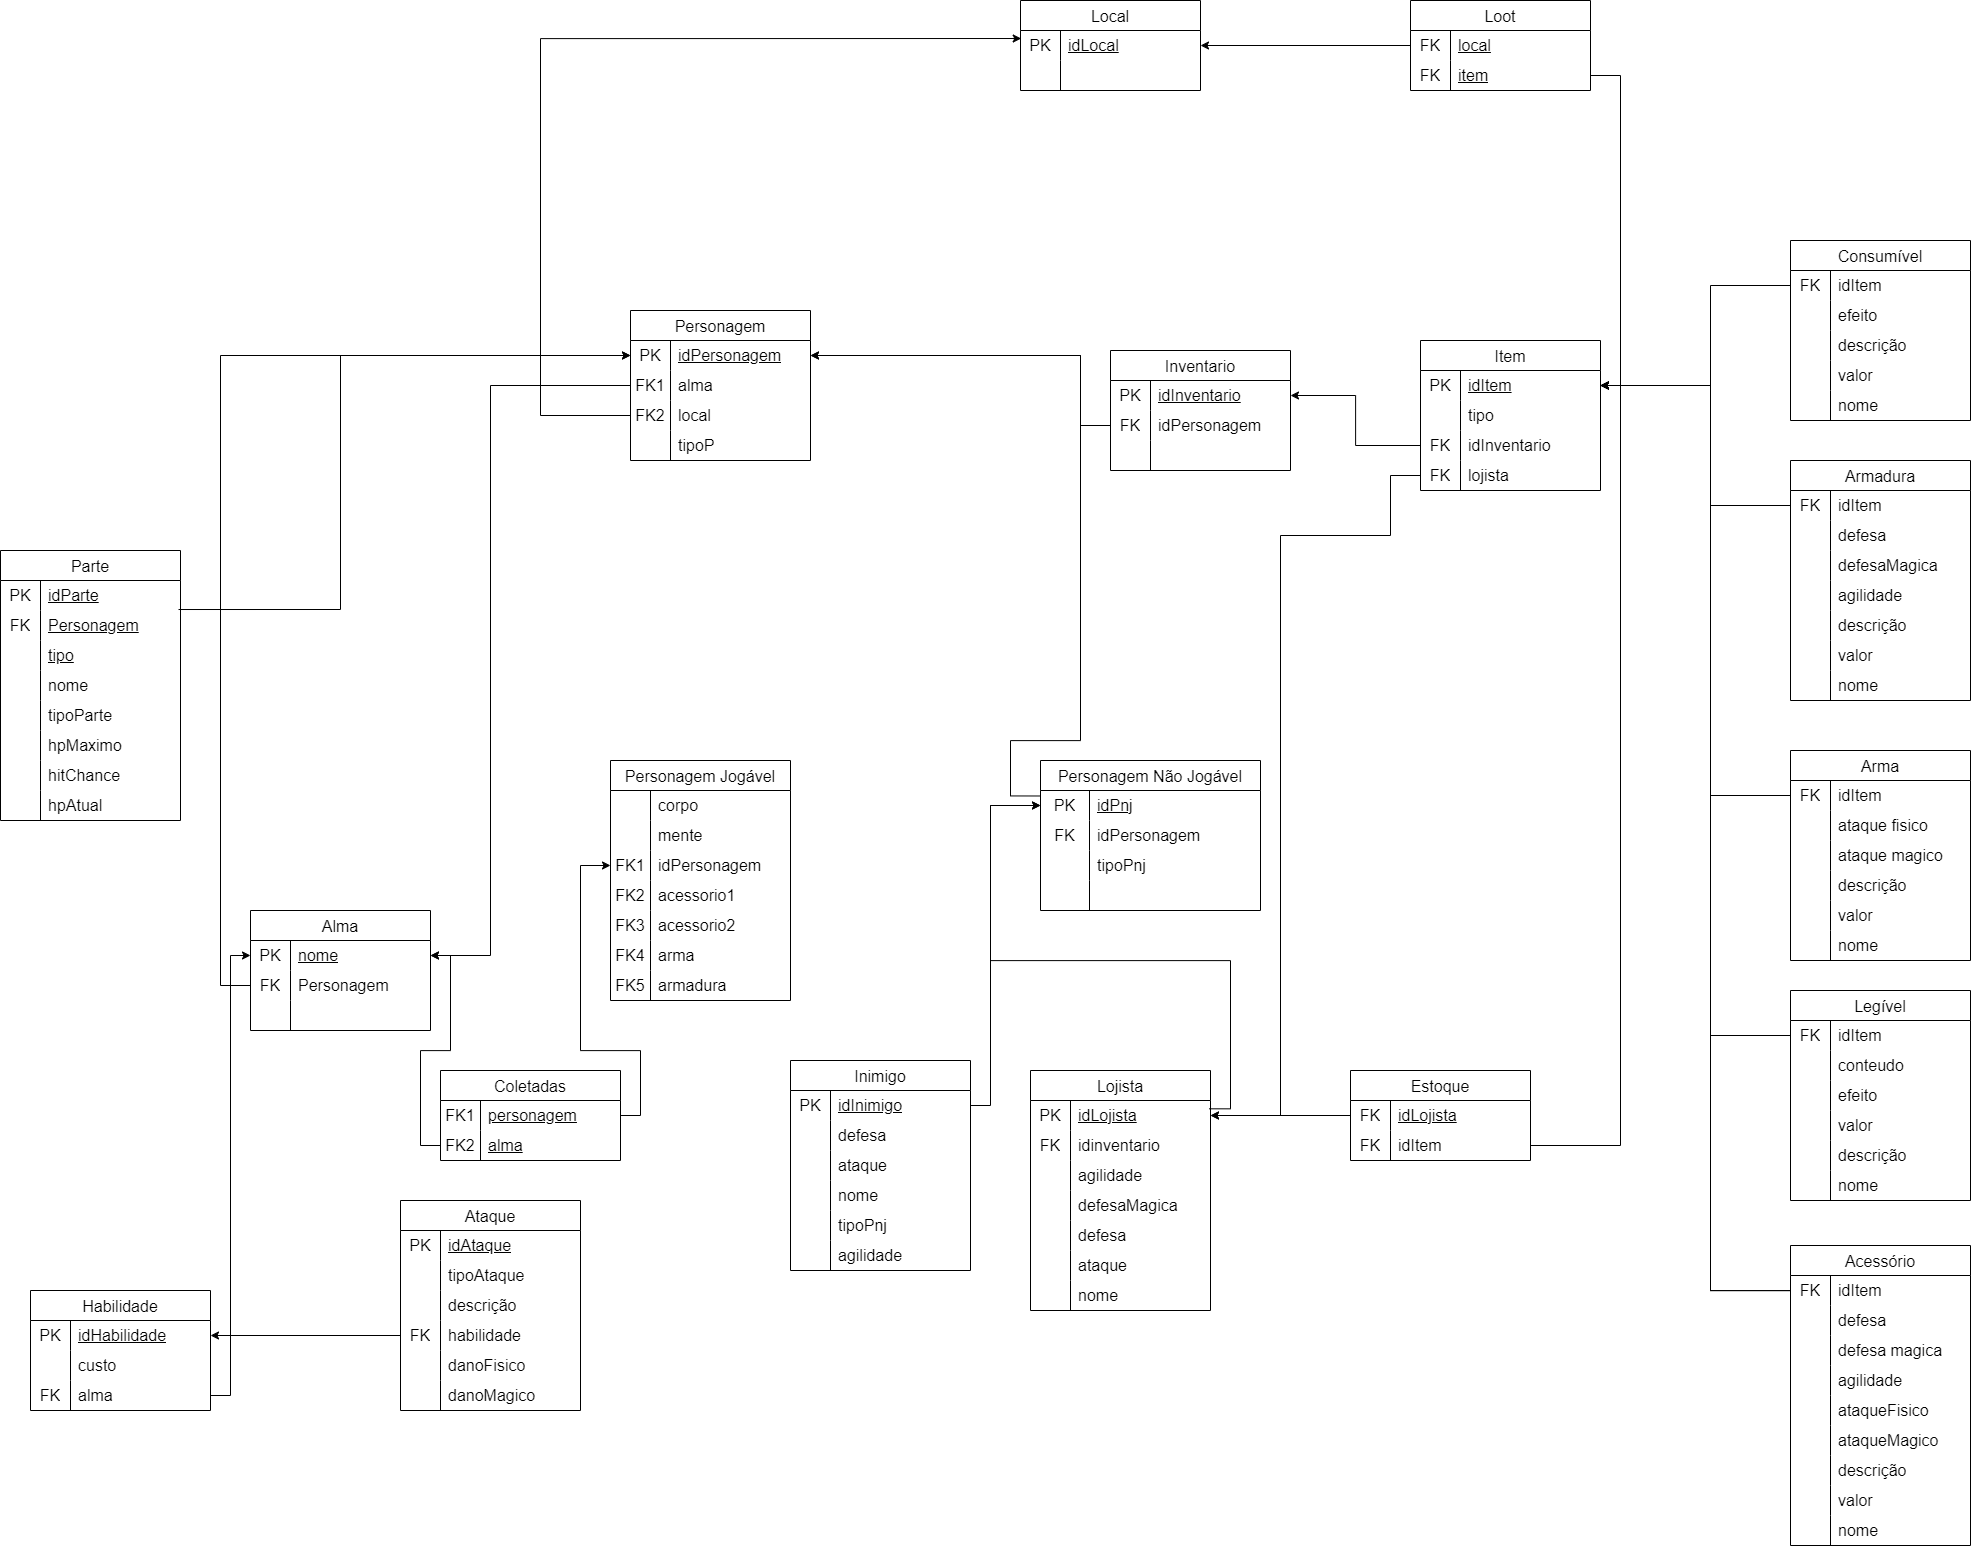 Local
PK idLocal
Loot
FK local
FK item
Personagem
PK idPersonagem
FK1 alma
FK2 local
tipoP
Inventario
PK idInventario
FK idPersonagem
Item
PK idItem
tipo
FK idInventario
FK lojista
Consumível
FK idItem
efeito
descrição
valor
nome
Armadura
FK idItem
defesa
defesaMagica
agilidade
descrição
valor
nome
Parte
PK idParte
FK Personagem
tipo
nome
tipoParte
hpMaximo
hitChance
hpAtual
Personagem Jogável
corpo
mente
FK1 idPersonagem
FK2 acessorio1
FK3 acessorio2
FK4 arma
FK5 armadura
Personagem Não Jogável
PK idPnj
FK idPersonagem
tipoPnj
Arma
FK idItem
ataque fisico
ataque magico
descrição
valor
nome
Alma
PK nome
FK Personagem
Coletadas
FK1 personagem
FK2 alma
Inimigo
PK idInimigo
defesa
ataque
nome
tipoPnj
agilidade
Lojista
PK idLojista
FK idinventario
agilidade
defesaMagica
defesa
ataque
nome
Estoque
FK idLojista
FK idItem
Legível
FK idItem
conteudo
efeito
valor
descrição
nome
Ataque
PK idAtaque
tipoAtaque
descrição
FK habilidade
danoFisico
danoMagico
Habilidade
PK idHabilidade
custo
FK alma
Acessório
FK idItem
defesa
defesa magica
agilidade
ataqueFisico
ataqueMagico
descrição
valor
nome